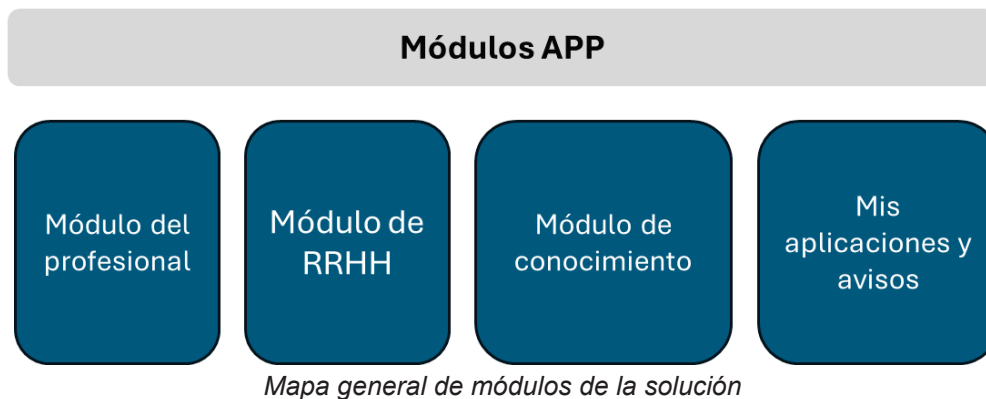 Módulos APP
Módulo del
profesional
Módulo de
RRHH
Módulo de
conocimiento
Mis
aplicaciones y
avisos
Mapa general de módulos de la solución